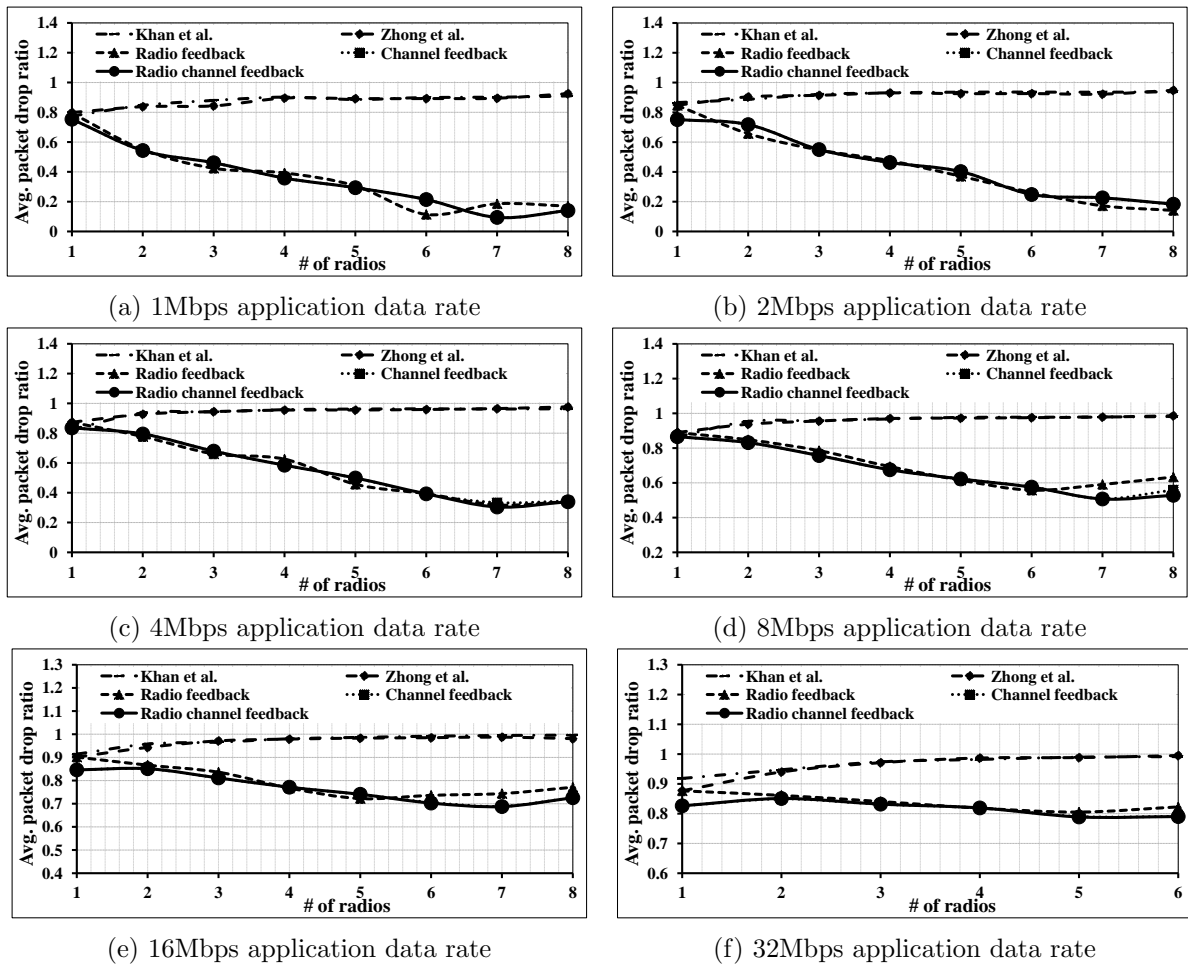 1.4
1.2
1
0.8
0.6
0.4
0.2
0
Avg. packet drop ratio
Khan et al.
Zhong et al.
Radio feedback
Channel feedback
Radio channel feedback
1 2 3 4 5 6 7 8
# of radios
(a) 1Mbps application data rate
1.4
1.2
1
0.8
0.6
0.4
0.2
0
Avg. packet drop ratio
Khan et al.
Zhong et al.
Radio feedback
Channel feedback
Radio channel feedback
1 2 3 4 5 6 7 8
# of radios
(b) 2Mbps application data rate
1.4
1.2
1
0.8
0.6
0.4
0.2
0
Avg. packet drop ratio
Khan et al.
Zhong et al.
Radio feedback
Channel feedback
Radio channel feedback
1 2 3 4 5 6 7 8
# of radios
(c) 4Mbps application data rate
1.4
1.2
1
0.8
0.6
0.4
0.2
Avg. packet drop ratio
Khan et al.
Zhong et al.
Radio feedback
Channel feedback
Radio channel feedback
1 2 3 4 5 6 7 8
# of radios
(d) 8Mbps application data rate
1.3
1.2
1.1
1
0.9
0.8
0.7
0.6
0.5
0.4
Avg. packet drop ratio
Khan et al.
Zhong et al.
Radio feedback
Channel feedback
Radio channel feedback
1 2 3 4 5 6 7 8
# of radios
(e) 16Mbps application data rate
1.3
1.2
1.1
1
0.9
0.8
0.7
0.6
Avg. packet drop ratio
Khan et al.
Zhong et al.
Radio feedback
Channel feedback
Radio channel feedback
1 2 3 4 5 6
# of radios
(f) 32Mbps application data rate